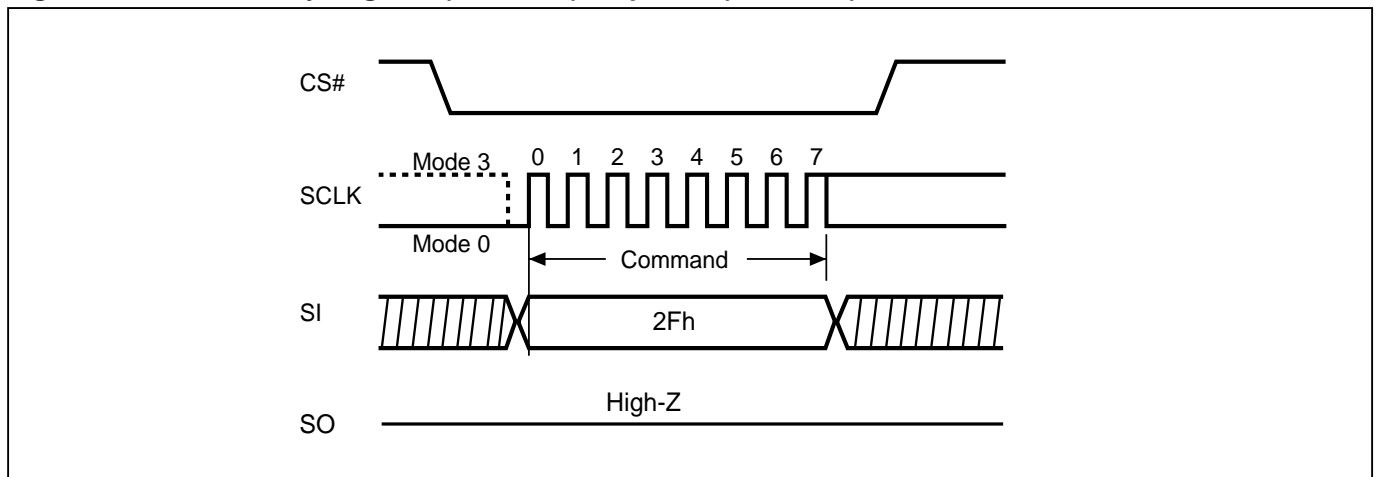 CS#
Mode 3
0 1 2 3 4 5 6 7
SCLK
Mode 0
Command
SI
2Fh
High-Z
SO